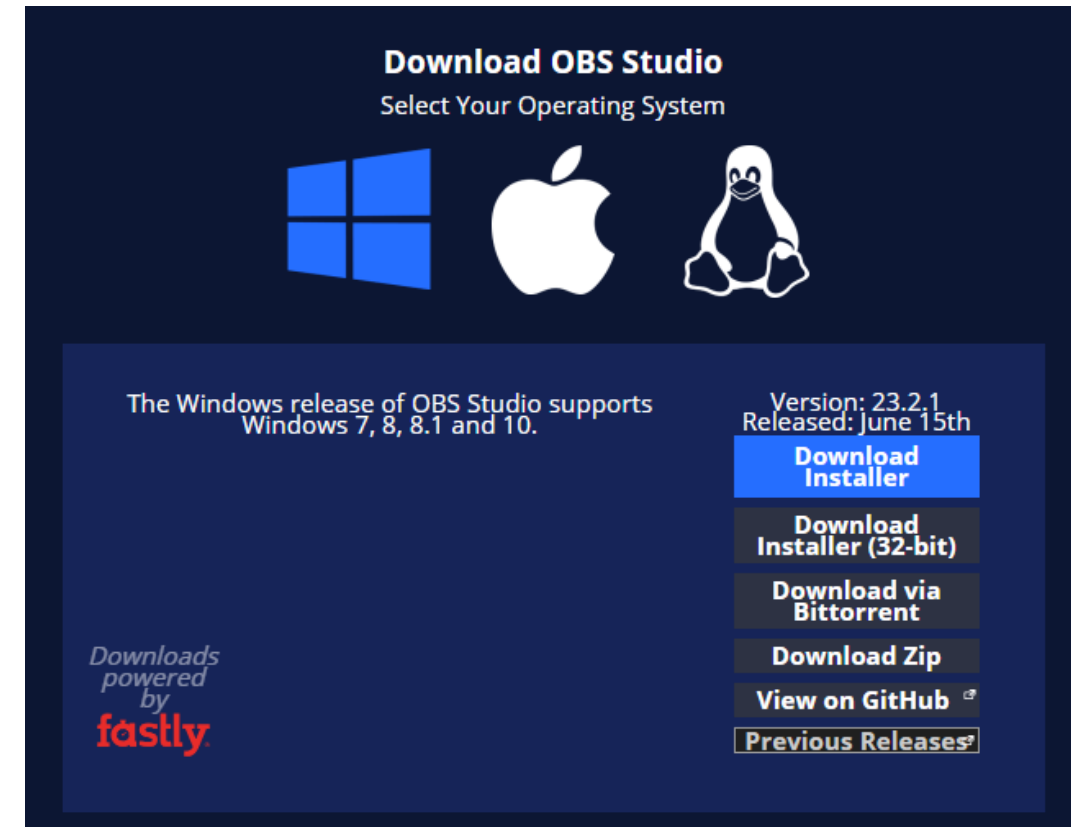 Download OBS Studio
Select Your Operating System
The Windows release of OBS Studio supports
Windows 7, 8, 8.1 and 10.
Version: 23.2.1
Released: June 15th
Download
Installer
Download
Installer (32-bit)
Download via
Bittorrent
Download Zip
View on GitHub
Previous Releases
Downloads
powered
by
fastly.